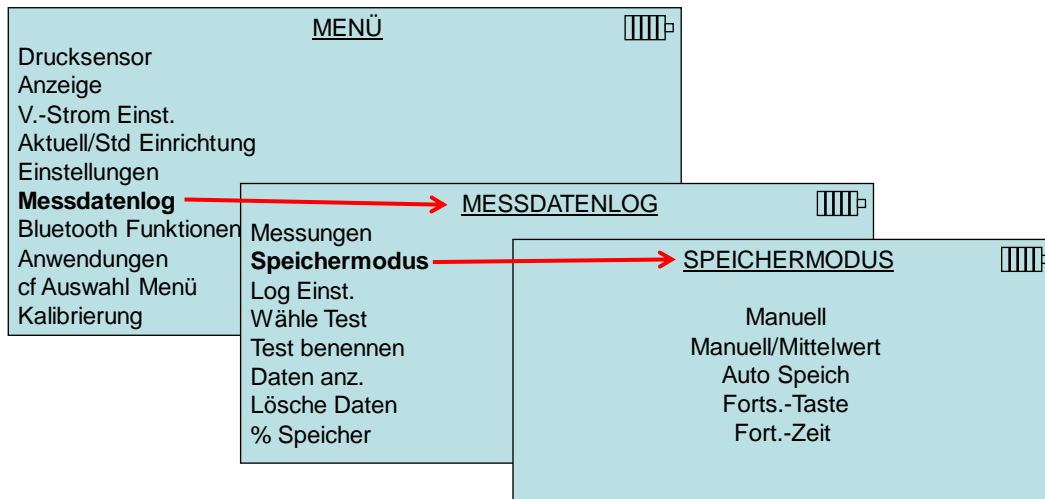 MENÜ
Drucksensor
Anzeige
V.-Strom Einst.
Aktuell/Std Einrichtung
Einstellungen
Messdatenlog
Bluetooth Funktionen
Anwendungen
cf Auswahl Menü
Kalibrierung
MESSDATENLOG
Messungen
Speichermodus
Log Einst.
Wähle Test
Test benennen
Daten anz.
Lösche Daten
% Speicher
SPEICHERMODUS
Manuell
Manuell/Mittelwert
Auto Speich
Forts.-Taste
Fort.-Zeit